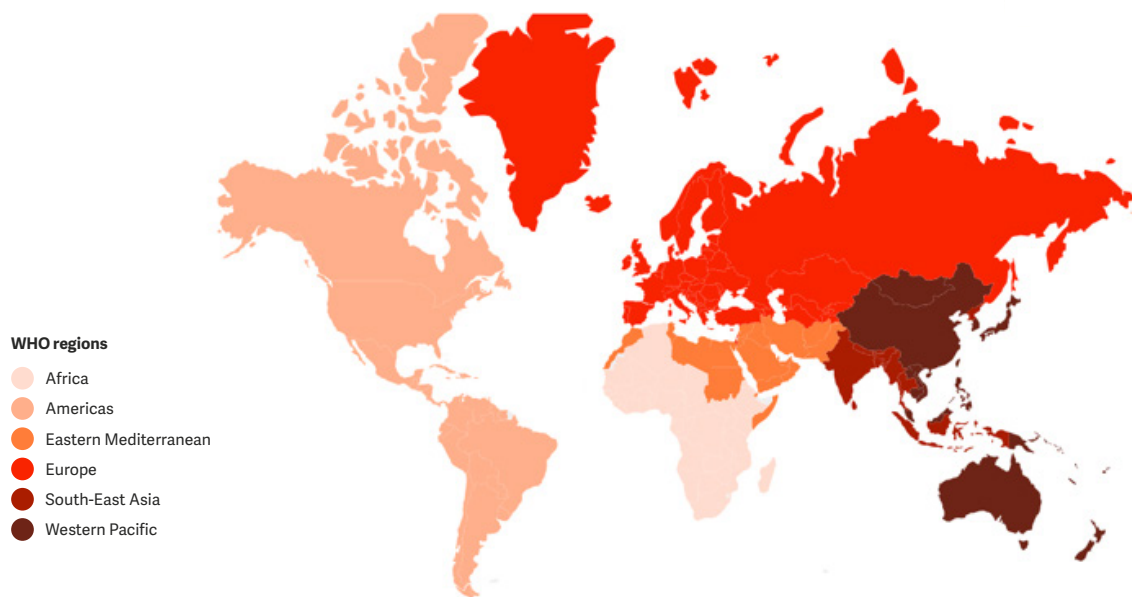 WHO regions
Africa
Americas
Eastern Mediterranean
Europe
South-East Asia
Western Pacific